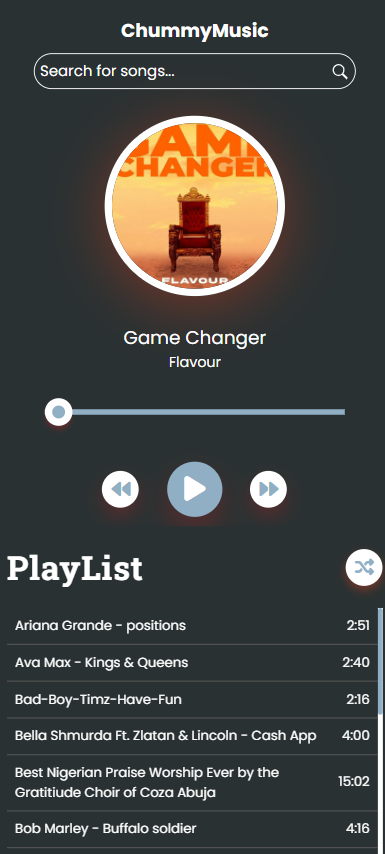 ChummyMusic
Search for songs...
GAME
CHANGER
FLAVOUR
Game Changer
Flavour
PlayList
Ariana Grande - positions 2:51
Ava Max - Kings & Queens 2:40
Bad-Boy-Timz-Have-Fun 2:16
Bella Shmurda Ft. Zlatan & Lincoln - Cash App 4:00
Best Nigerian Praise Worship Ever by the
Gratitiude Choir of Coza Abuja 15:02
Bob Marley - Buffalo soldier 4:16